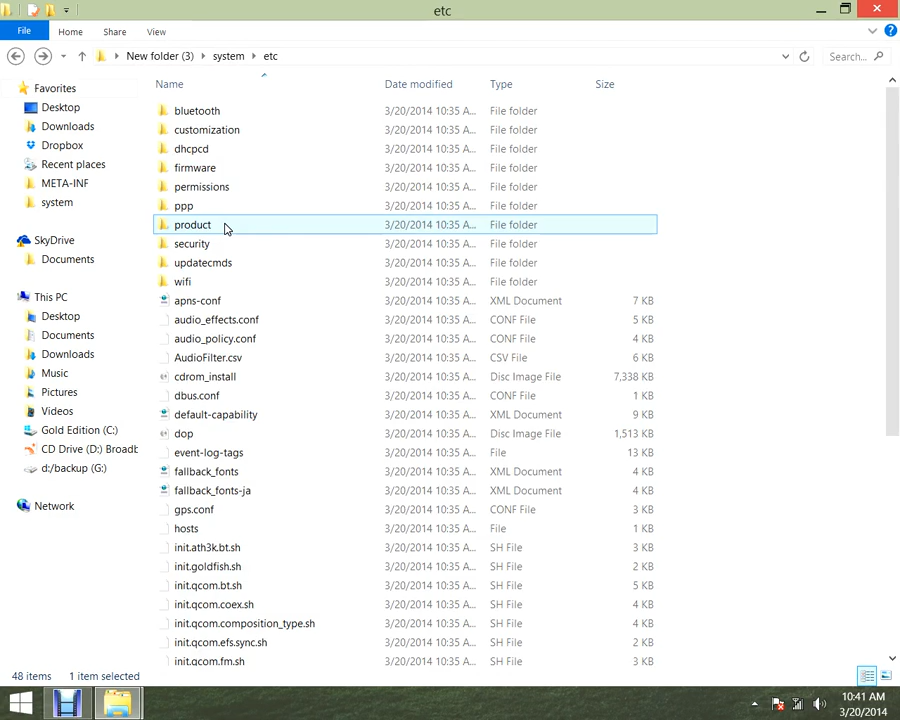 etc
File Home Share View
New folder (3) system etc Search...
Name Date modified Type Size
Favorites
Desktop
Downloads
Dropbox
Recent places
META-INF
system
SkyDrive
Documents
This PC
Desktop
Documents
Downloads
Music
Pictures
Videos
Gold Edition (C:)
CD Drive (D:) Broadb
d:/backup (G:)
Network
bluetooth 3/20/2014 10:35 A... File folder
customization 3/20/2014 10:35 A... File folder
dhcpcd 3/20/2014 10:35 A... File folder
firmware 3/20/2014 10:35 A... File folder
permissions 3/20/2014 10:35 A... File folder
ppp 3/20/2014 10:35 A... File folder
product 3/20/2014 10:35 A... File folder
security 3/20/2014 10:35 A... File folder
updatecmds 3/20/2014 10:35 A... File folder
wifi 3/20/2014 10:35 A... File folder
apns-conf 3/20/2014 10:35 A... XML Document 7 KB
audio_effects.conf 3/20/2014 10:35 A... CONF File 5 KB
audio_policy.conf 3/20/2014 10:35 A... CONF File 4 KB
AudioFilter.csv 3/20/2014 10:35 A... CSV File 6 KB
cdrom_install 3/20/2014 10:35 A... Disc Image File 7,338 KB
dbus.conf 3/20/2014 10:35 A... CONF File 1 KB
default-capability 3/20/2014 10:35 A... XML Document 9 KB
dop 3/20/2014 10:35 A... Disc Image File 1,513 KB
event-log-tags 3/20/2014 10:35 A... File 13 KB
fallback_fonts 3/20/2014 10:35 A... XML Document 2 KB
fallback_fonts-ja 3/20/2014 10:35 A... XML Document 2 KB
gps.conf 3/20/2014 10:35 A... CONF File 3 KB
hosts 3/20/2014 10:35 A... File 1 KB
init.ath3k.bt.sh 3/20/2014 10:35 A... SH File 3 KB
init.goldfish.sh 3/20/2014 10:35 A... SH File 2 KB
init.qcom.bt.sh 3/20/2014 10:35 A... SH File 5 KB
init.qcom.coex.sh 3/20/2014 10:35 A... SH File 4 KB
init.qcom.composition_type.sh 3/20/2014 10:35 A... SH File 4 KB
init.qcom.efs.sync.sh 3/20/2014 10:35 A... SH File 2 KB
init.qcom.fm.sh 3/20/2014 10:35 A... SH File 3 KB
48 items 1 item selected
10:41 AM
3/20/2014